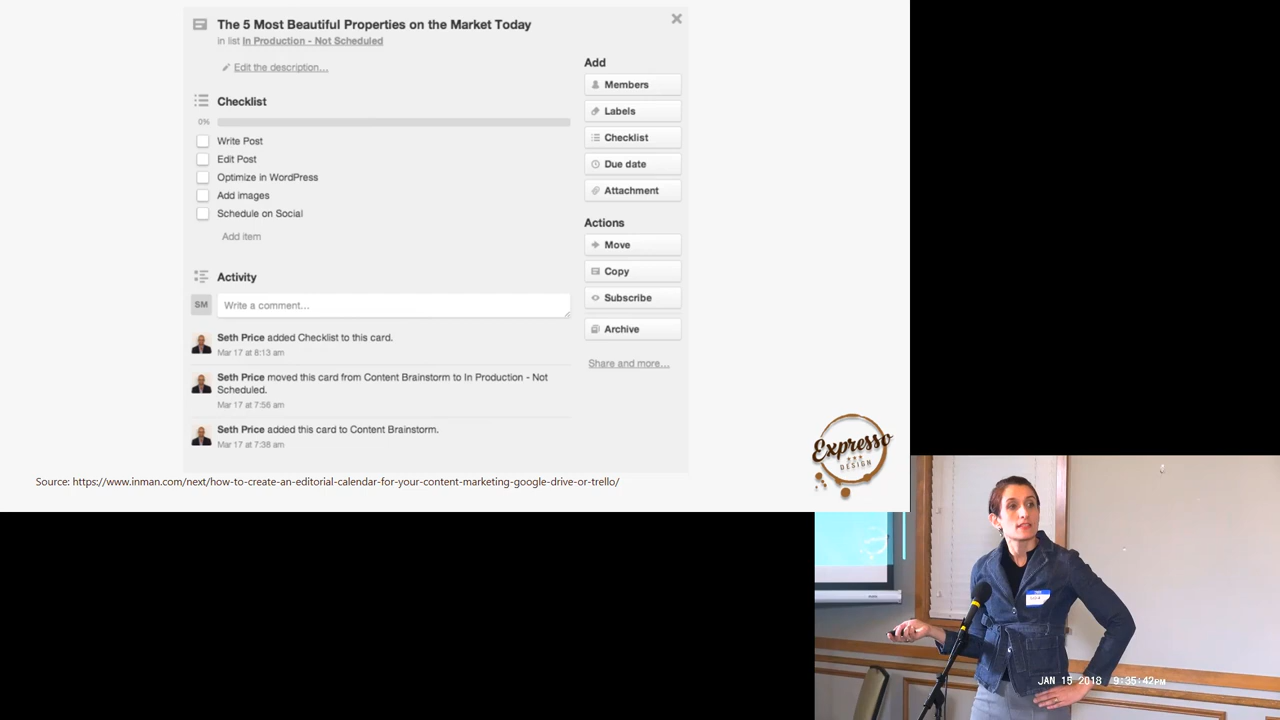 The 5 Most Beautiful Properties on the Market Today
in list In Production - Not Scheduled
Edit the description…
Checklist
0%
Write Post
Edit Post
Optimize in WordPress
Add images
Schedule on Social
Add item
Activity
SM
Write a comment…
Seth Price added Checklist to this card.
Mar 17 at 8:13 am
Seth Price moved this card from Content Brainstorm to In Production - Not
Scheduled.
Mar 17 at 7:56 am
Seth Price added this card to Content Brainstorm.
Mar 17 at 7:38 am
Add
Members
Labels
Checklist
Due date
Attachment
Actions
Move
Copy
Subscribe
Archive
Share and more…
Expresso
DESIGN
Source: https://www.inman.com/next/how-to-create-an-editorial-calendar-for-your-content-marketing-google-drive-or-trello/
JAN 15 2018 9:35:42PM